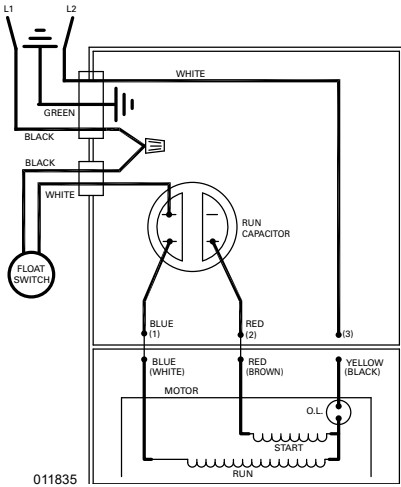 L1 L2
WHITE
GREEN
BLACK
BLACK
WHITE
RUN
CAPACITOR
FLOAT
SWITCH
BLUE
(1)
RED
(2)
(3)
BLUE
(WHITE)
RED
(BROWN)
YELLOW
(BLACK)
MOTOR
O.L.
START
RUN
011835